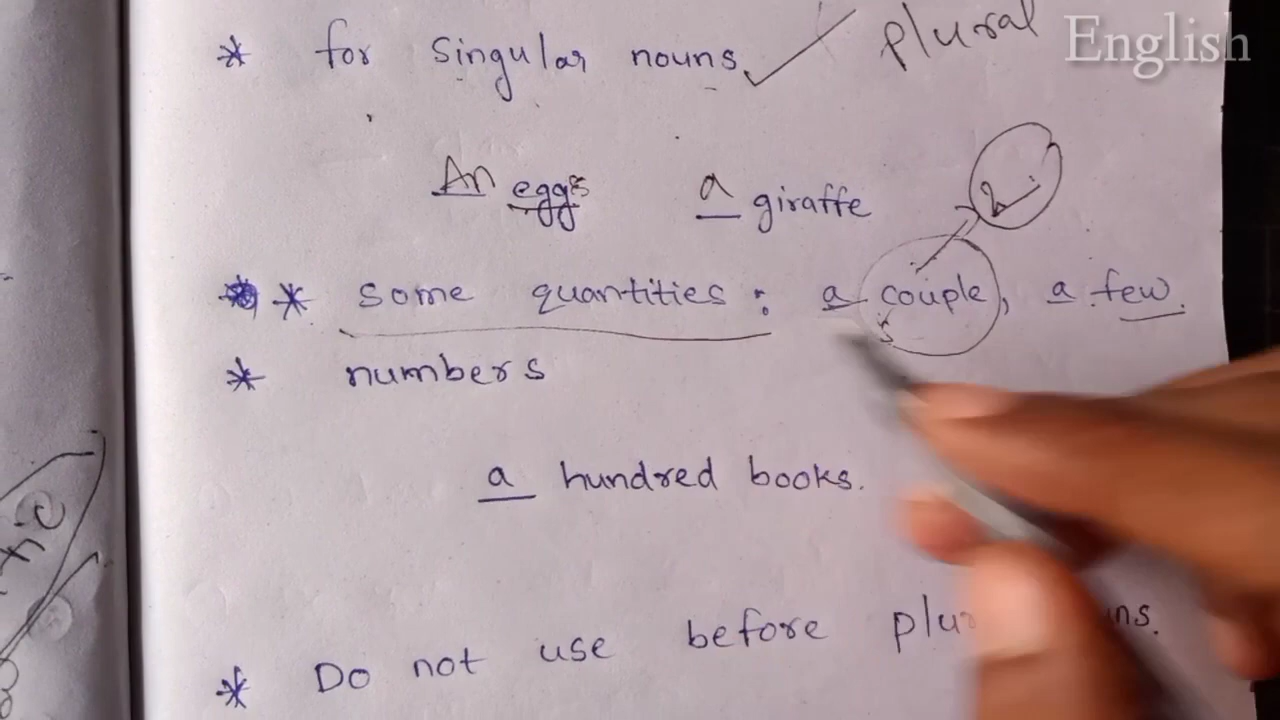 * for singular nouns ✓ plural
English
An eggs a giraffe
2
* * some quantities : a couple, a few.
* numbers
a hundred books.
* Do not use before